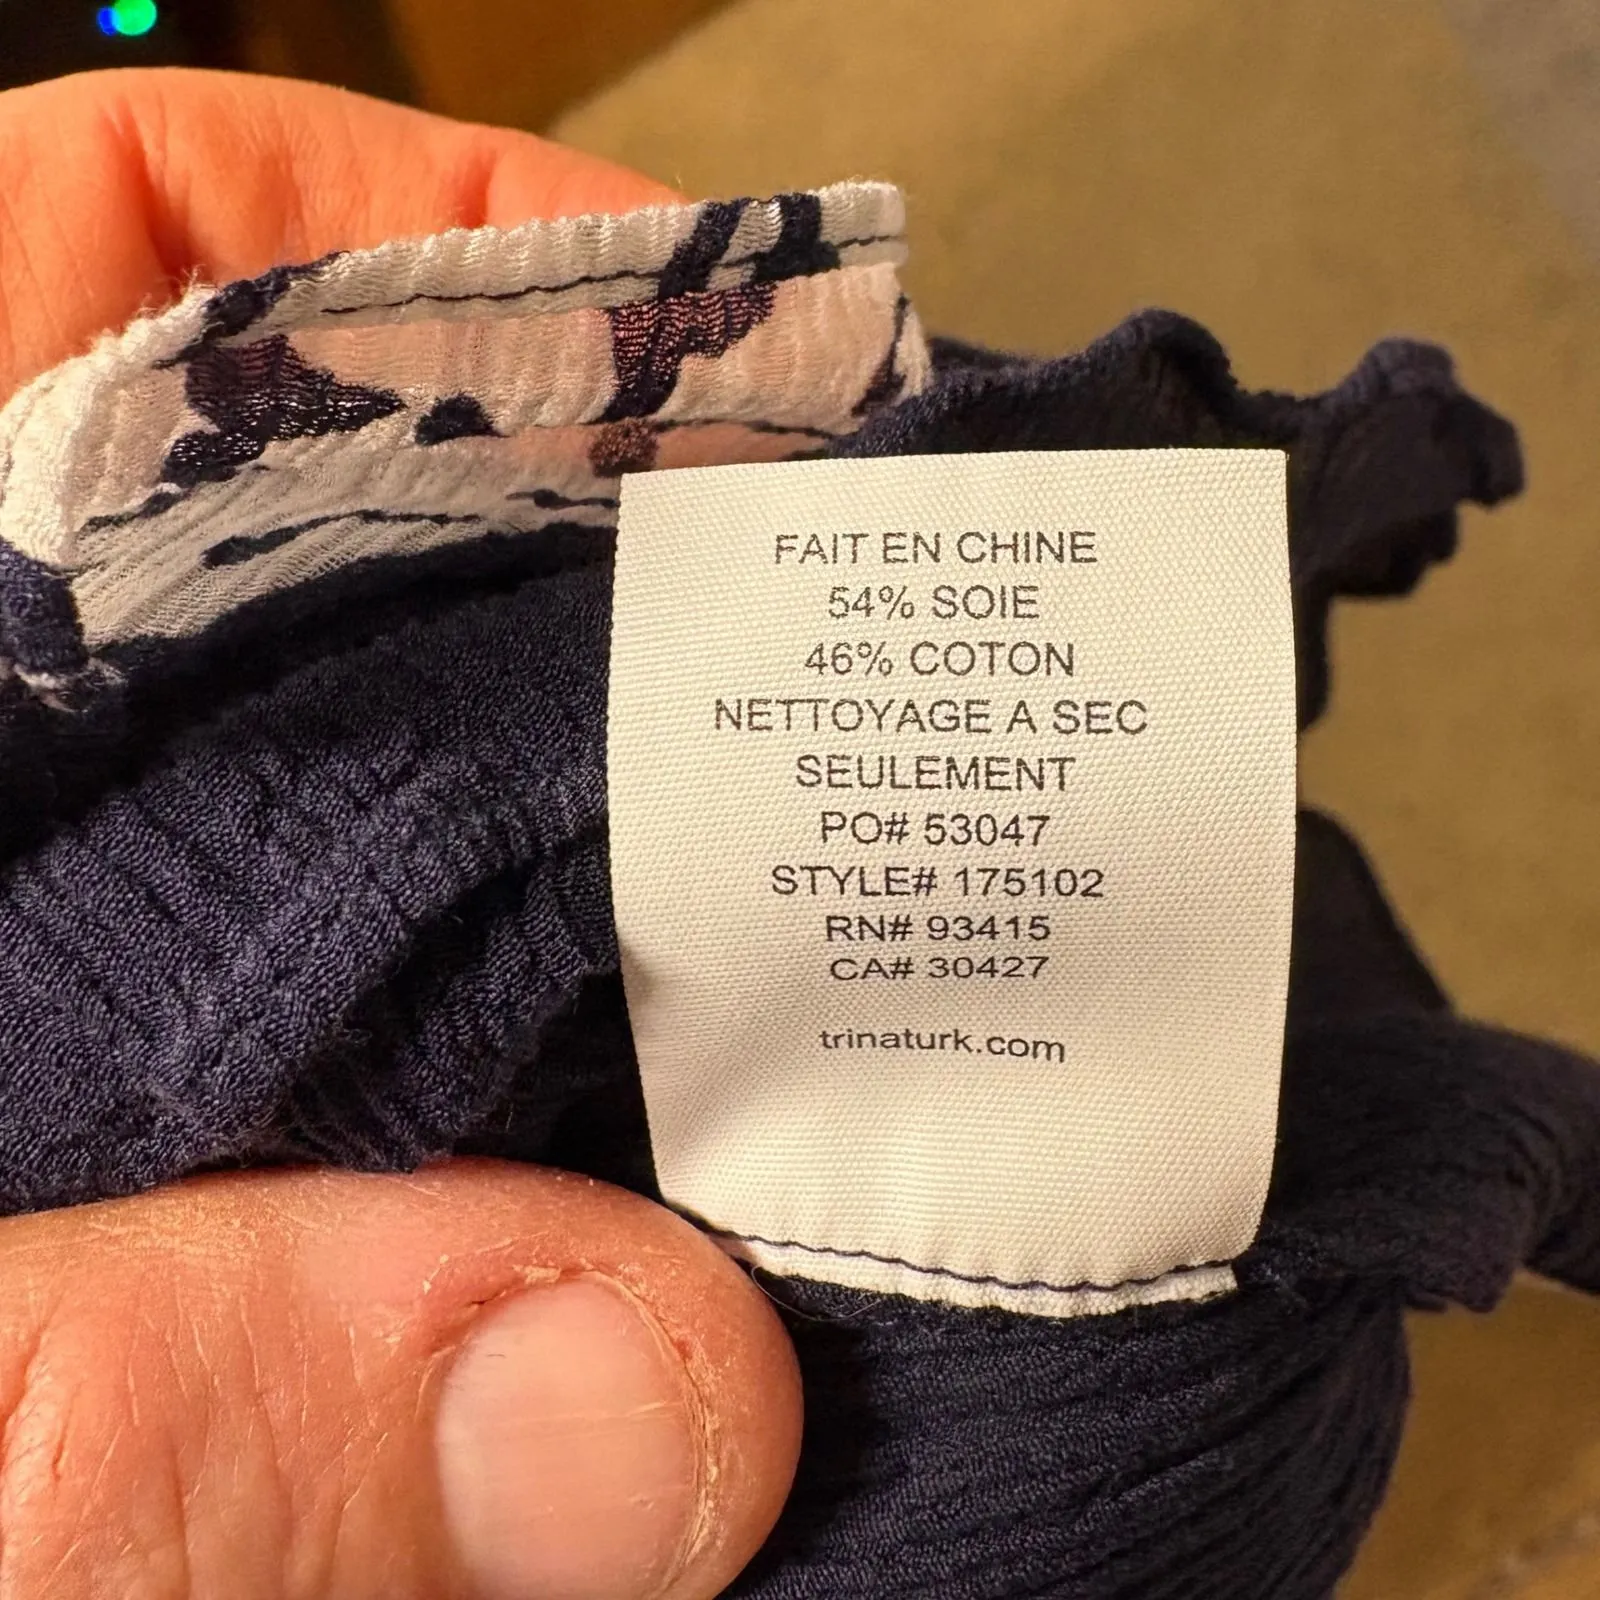 FAIT EN CHINE
54% SOIE
46% COTON
NETTOYAGE A SEC
SEULEMENT
PO# 53047
STYLE# 175102
RN# 93415
CA# 30427
trinaturk.com